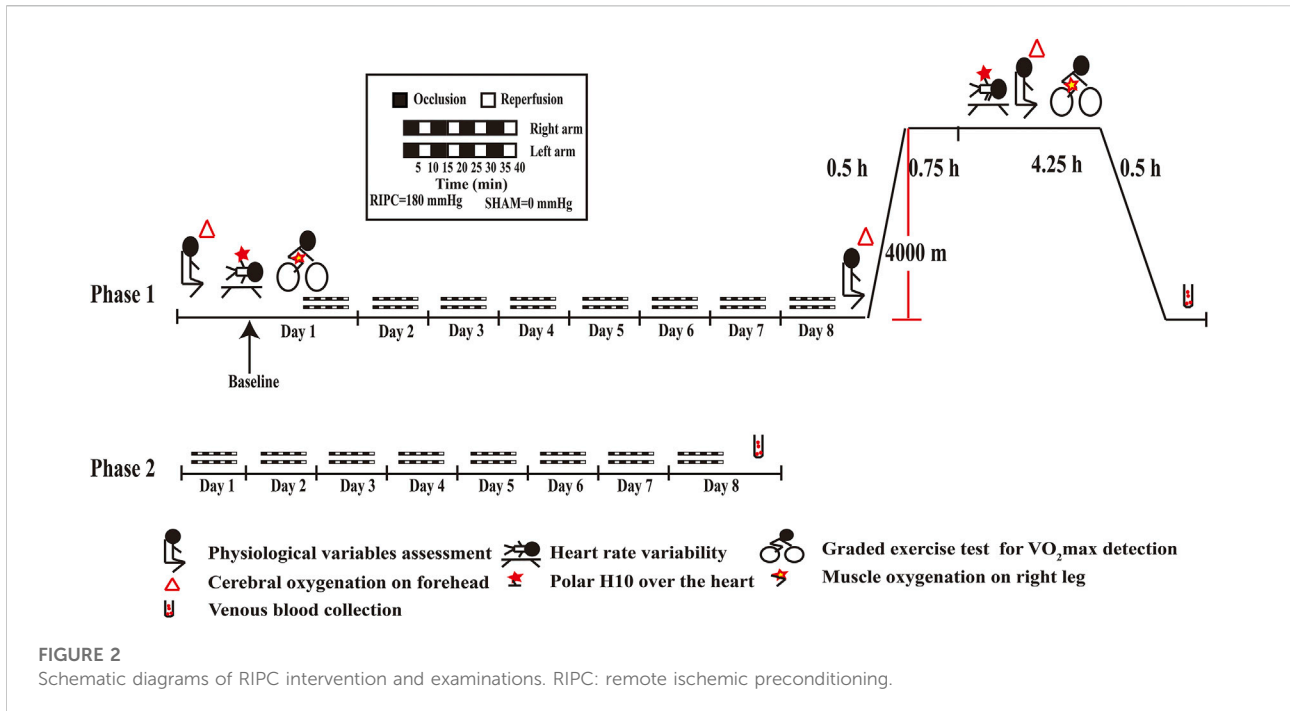 Occlusion Reperfusion
Right arm
Left arm
5 10 15 20 25 30 35 40
Time (min)
RIPC=180 mmHg SHAM=0 mmHg
0.5 h 0.75 h 4.25 h 0.5 h
4000 m
Phase 1
Day 1 Day 2 Day 3 Day 4 Day 5 Day 6 Day 7 Day 8
Baseline
Phase 2
Day 1 Day 2 Day 3 Day 4 Day 5 Day 6 Day 7 Day 8
Physiological variables assessment Heart rate variability Graded exercise test for VO₂max detection
Cerebral oxygenation on forehead Polar H10 over the heart Muscle oxygenation on right leg
Venous blood collection
FIGURE 2
Schematic diagrams of RIPC intervention and examinations. RIPC: remote ischemic preconditioning.